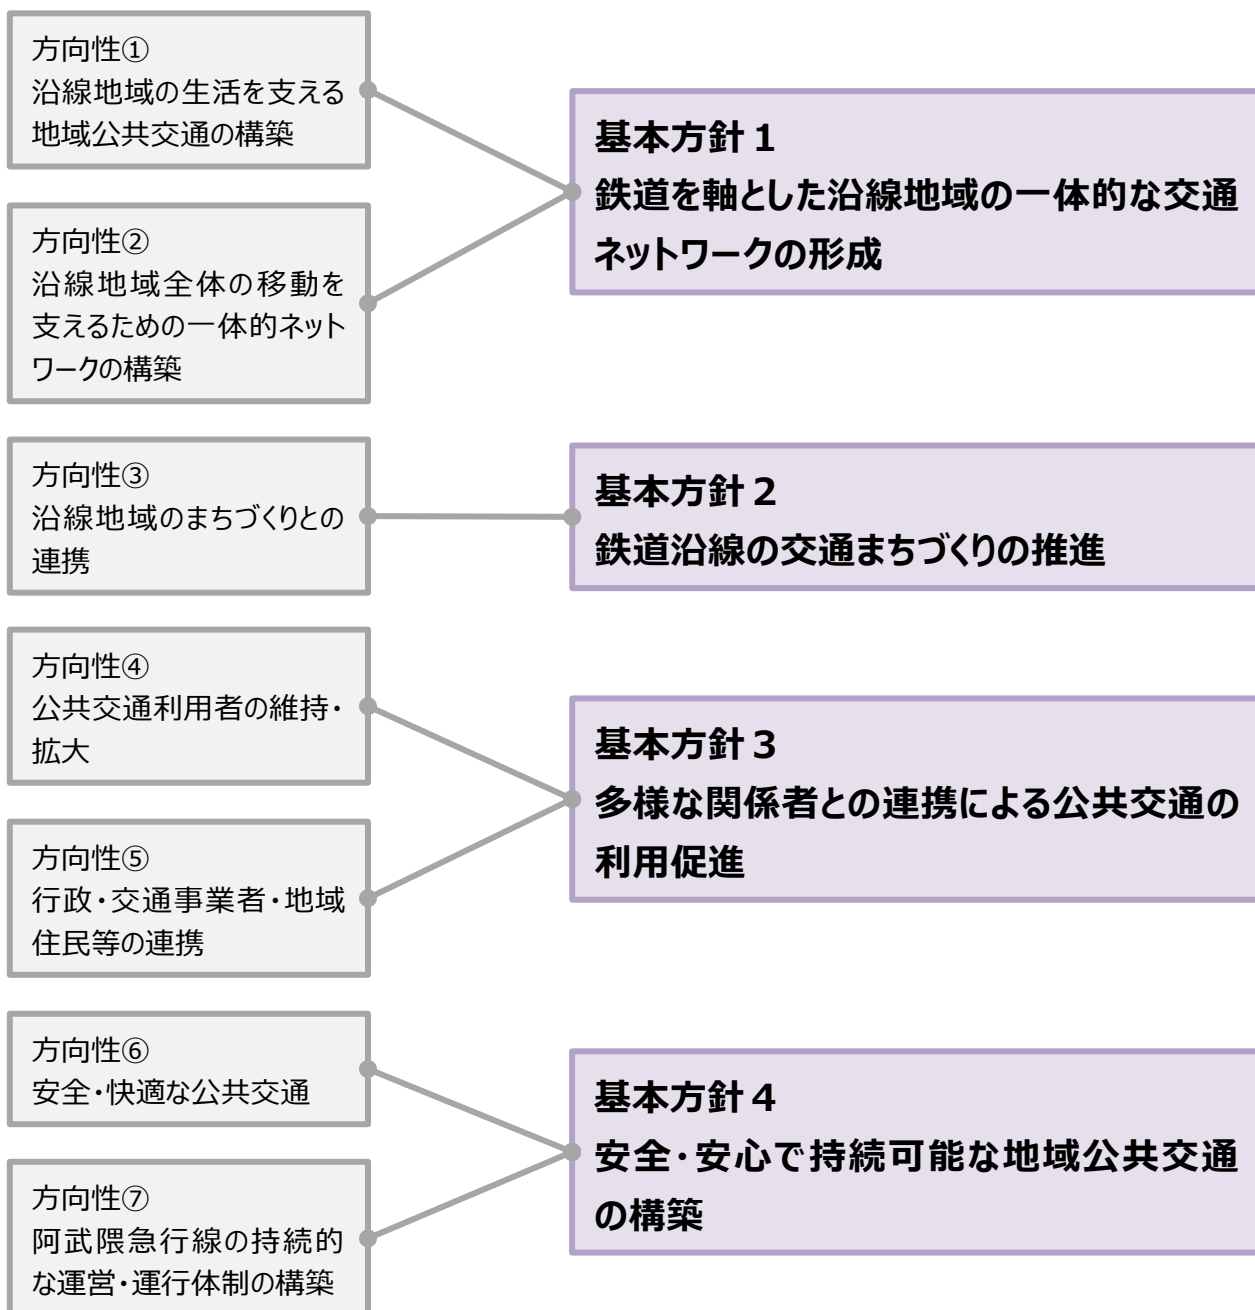 方向性①
沿線地域の生活を支える
地域公共交通の構築
方向性②
沿線地域全体の移動を
支えるための一体的ネット
ワークの構築
基本方針１
鉄道を軸とした沿線地域の一体的な交通
ネットワークの形成
方向性③
沿線地域のまちづくりとの
連携
基本方針２
鉄道沿線の交通まちづくりの推進
方向性④
公共交通利用者の維持・
拡大
方向性⑤
行政・交通事業者・地域
住民等の連携
基本方針３
多様な関係者との連携による公共交通の
利用促進
方向性⑥
安全・快適な公共交通
方向性⑦
阿武隈急行線の持続的
な運営・運行体制の構築
基本方針４
安全・安心で持続可能な地域公共交通
の構築